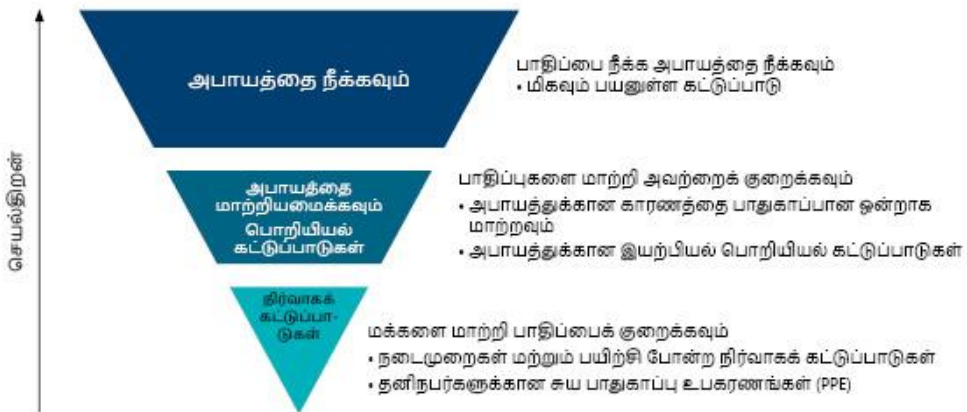 செயல்திறன்
அபாயத்தை நீக்கவும்
பாதிப்பை நீக்க அபாயத்தை நீக்கவும்
• மிகவும் பயனுள்ள கட்டுப்பாடு
அபாயத்தை
மாற்றியமைக்கவும்
பொறியியல்
கட்டுப்பாடுகள்
பாதிப்புகளை மாற்றி அவற்றைக் குறைக்கவும்
• அபாயத்துக்கான காரணத்தை பாதுகாப்பான ஒன்றாக
மாற்றவும்
• அபாயத்துக்கான இயற்பியல் பொறியியல் கட்டுப்பாடுகள்
நிர்வாகக்
கட்டுப்பா-
டுகள்
மக்களை மாற்றி பாதிப்பைக் குறைக்கவும்
• நடைமுறைகள் மற்றும் பயிற்சி போன்ற நிர்வாகக் கட்டுப்பாடுகள்
• தனிநபர்களுக்கான சுய பாதுகாப்பு உபகரணங்கள் (PPE)